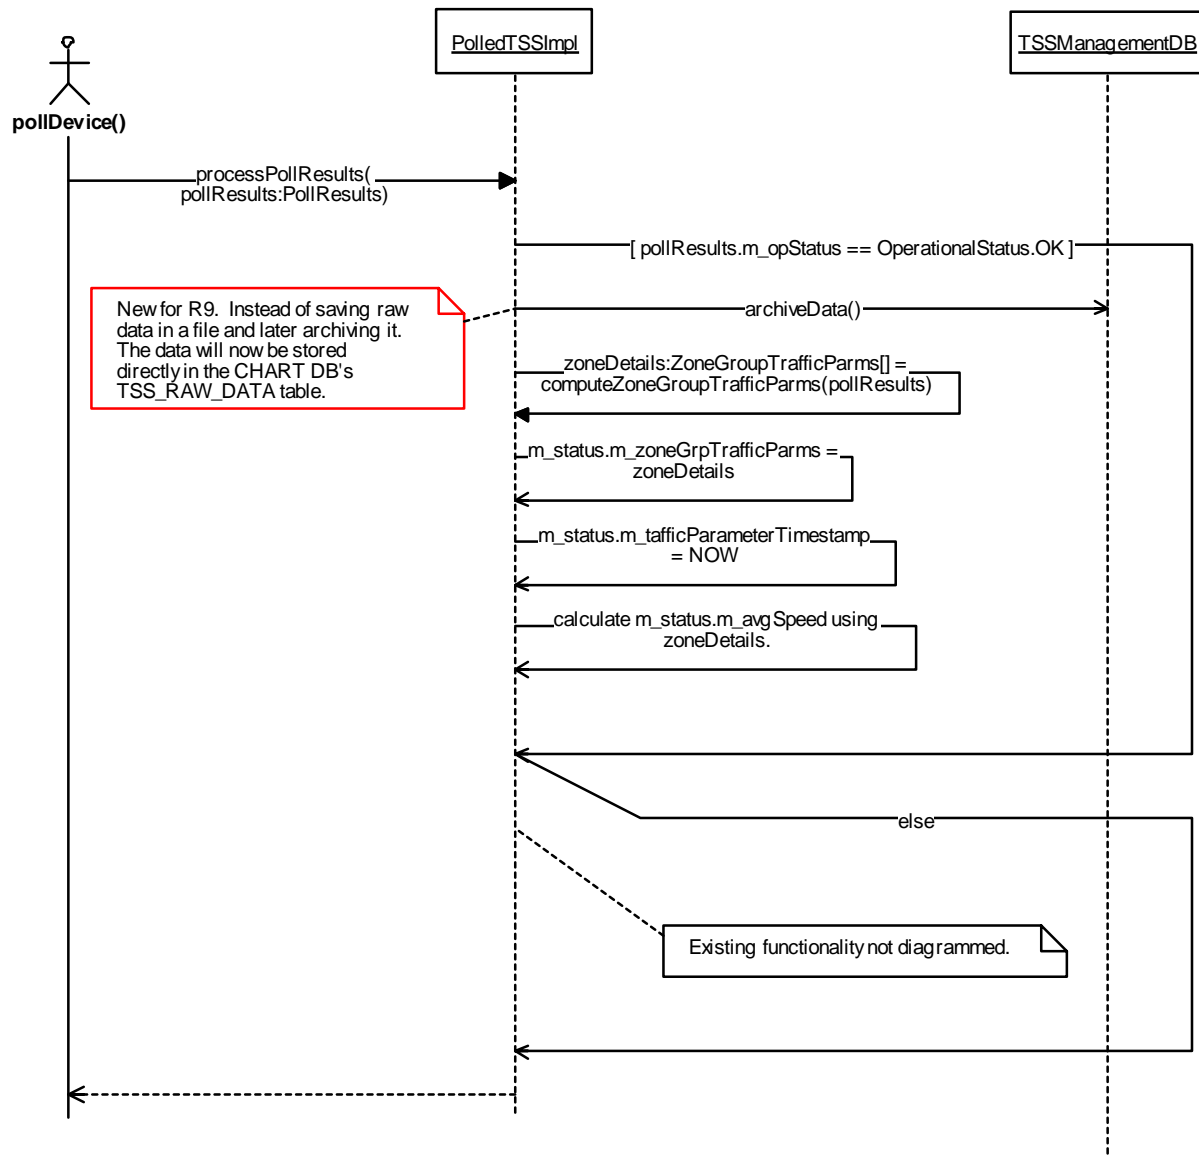 PolledTSSImpl
TSSManagementDB
pollDevice()
processPollResults(
pollResults:PollResults)
[ pollResults.m_opStatus == OperationalStatus.OK ]
New for R9. Instead of saving raw
data in a file and later archiving it.
The data will now be stored
directly in the CHART DB's
TSS_RAW_DATA table.
archiveData()
zoneDetails:ZoneGroupTrafficParms[] =
computeZoneGroupTrafficParms(pollResults)
m_status.m_zoneGrpTrafficParms =
zoneDetails
m_status.m_tafficParameterTimestamp
= NOW
calculate m_status.m_avgSpeed using
zoneDetails.
else
Existing functionality not diagrammed.